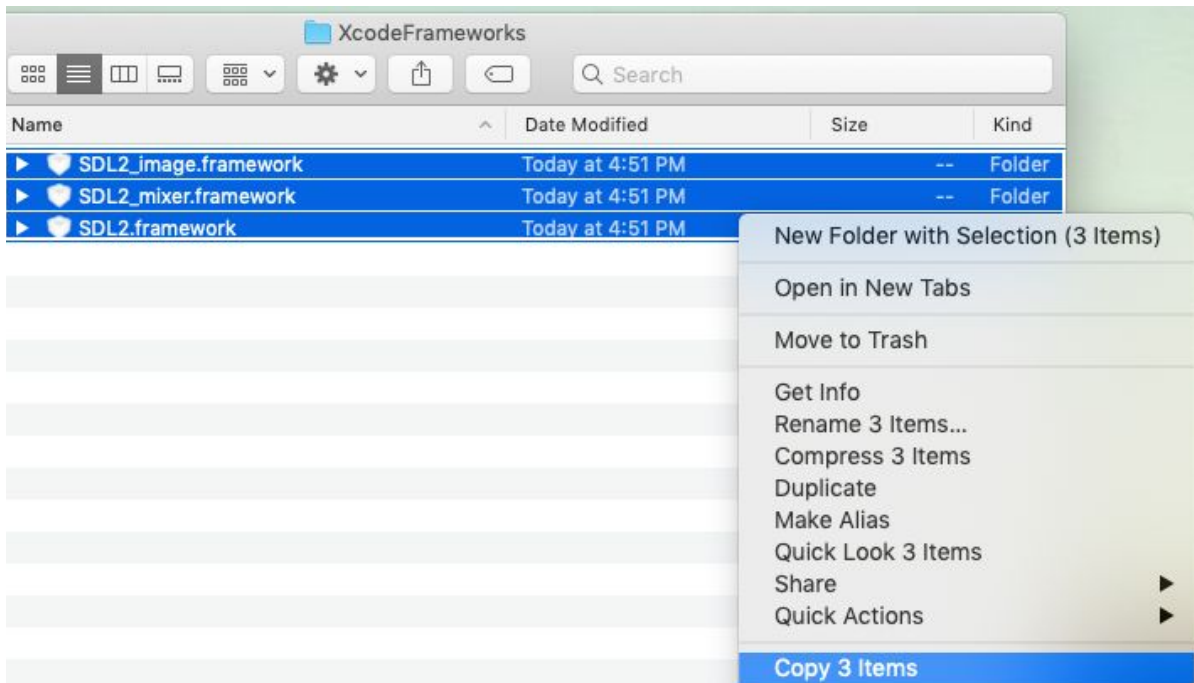 XcodeFrameworks
Search
Name Date Modified Size Kind
SDL2_image.framework Today at 4:51 PM -- Folder
SDL2_mixer.framework Today at 4:51 PM -- Folder
SDL2.framework Today at 4:51 PM
New Folder with Selection (3 Items)
Open in New Tabs
Move to Trash
Get Info
Rename 3 Items...
Compress 3 Items
Duplicate
Make Alias
Quick Look 3 Items
Share
Quick Actions
Copy 3 Items